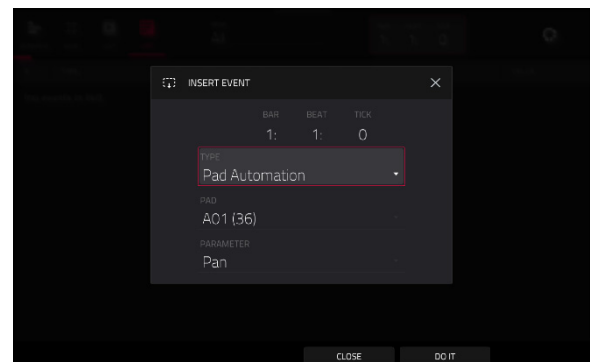 INSERT EVENT
BAR BEAT TICK
1: 1: 0
TYPE
Pad Automation
PAD
A01 (36)
PARAMETER
Pan
CLOSE DO IT